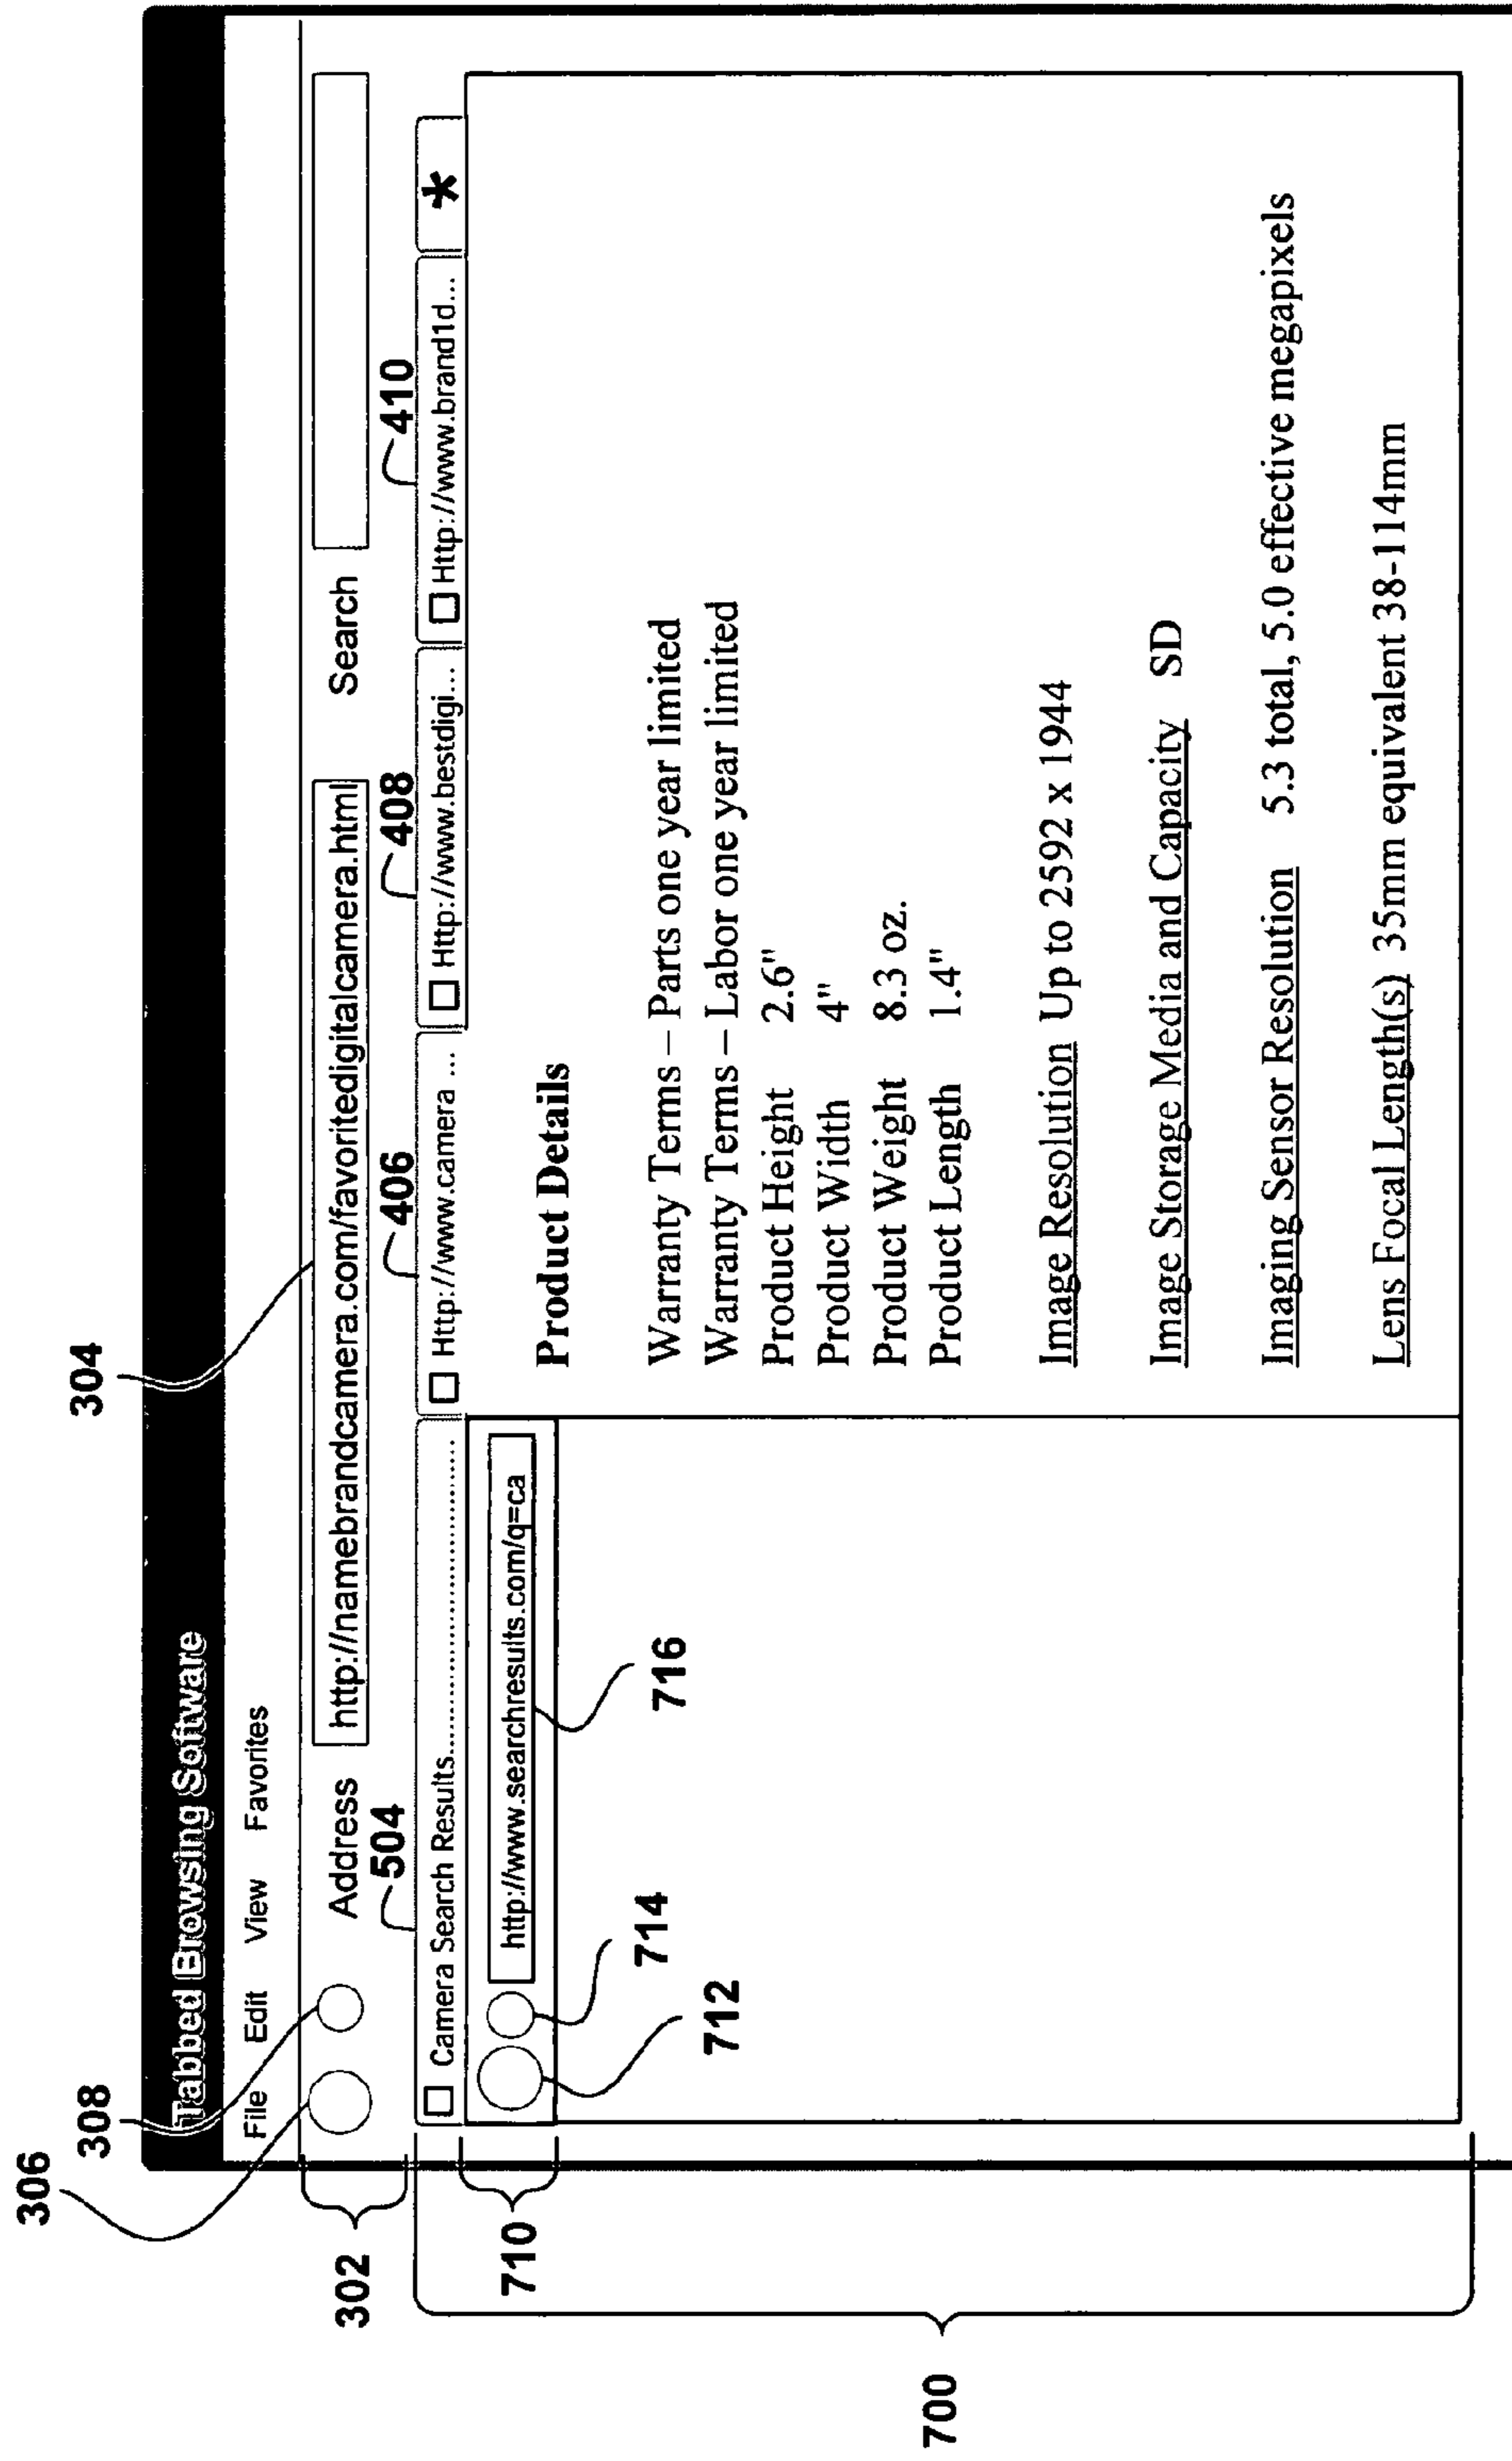 304
306
308
Tabbed Browsing Software
File Edit View Favorites
302
Address http://namebrandcamera.com/favoritedigitalcamera.html Search
504 406 408 410
Camera Search Results........................................ Http://www.camera ... Http://www.bestdigi... Http://www.brand1d... *
710
http://www.searchresults.com/q=ca
714
716
712
700
Product Details
Warranty Terms – Parts one year limited
Warranty Terms – Labor one year limited
Product Height 2.6"
Product Width 4"
Product Weight 8.3 oz.
Product Length 1.4"
Image Resolution Up to 2592 x 1944
Image Storage Media and Capacity SD
Imaging Sensor Resolution 5.3 total, 5.0 effective megapixels
Lens Focal Length(s) 35mm equivalent 38-114mm